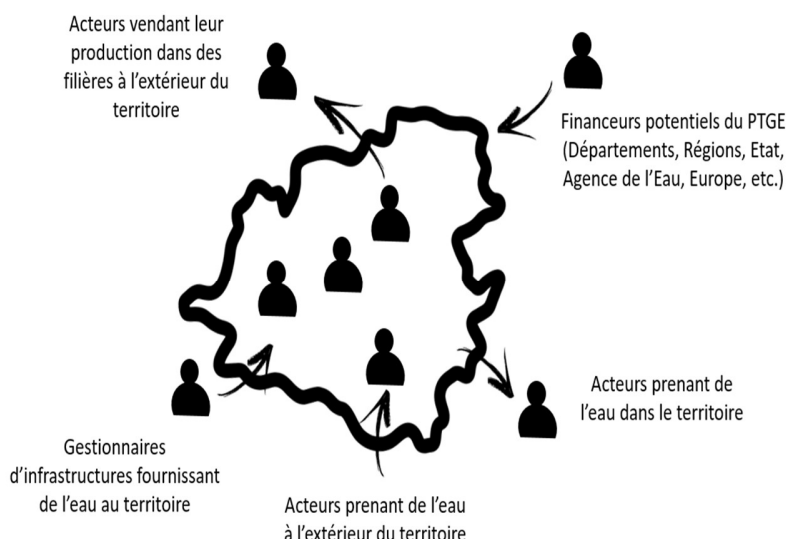 Acteurs vendant leur
production dans des
filières à l'extérieur du
territoire
Financeurs potentiels du PTGE
(Départements, Régions, Etat,
Agence de l'Eau, Europe, etc.)
Acteurs prenant de
l'eau dans le territoire
Gestionnaires
d'infrastructures fournissant
de l'eau au territoire
Acteurs prenant de l'eau
à l'extérieur du territoire